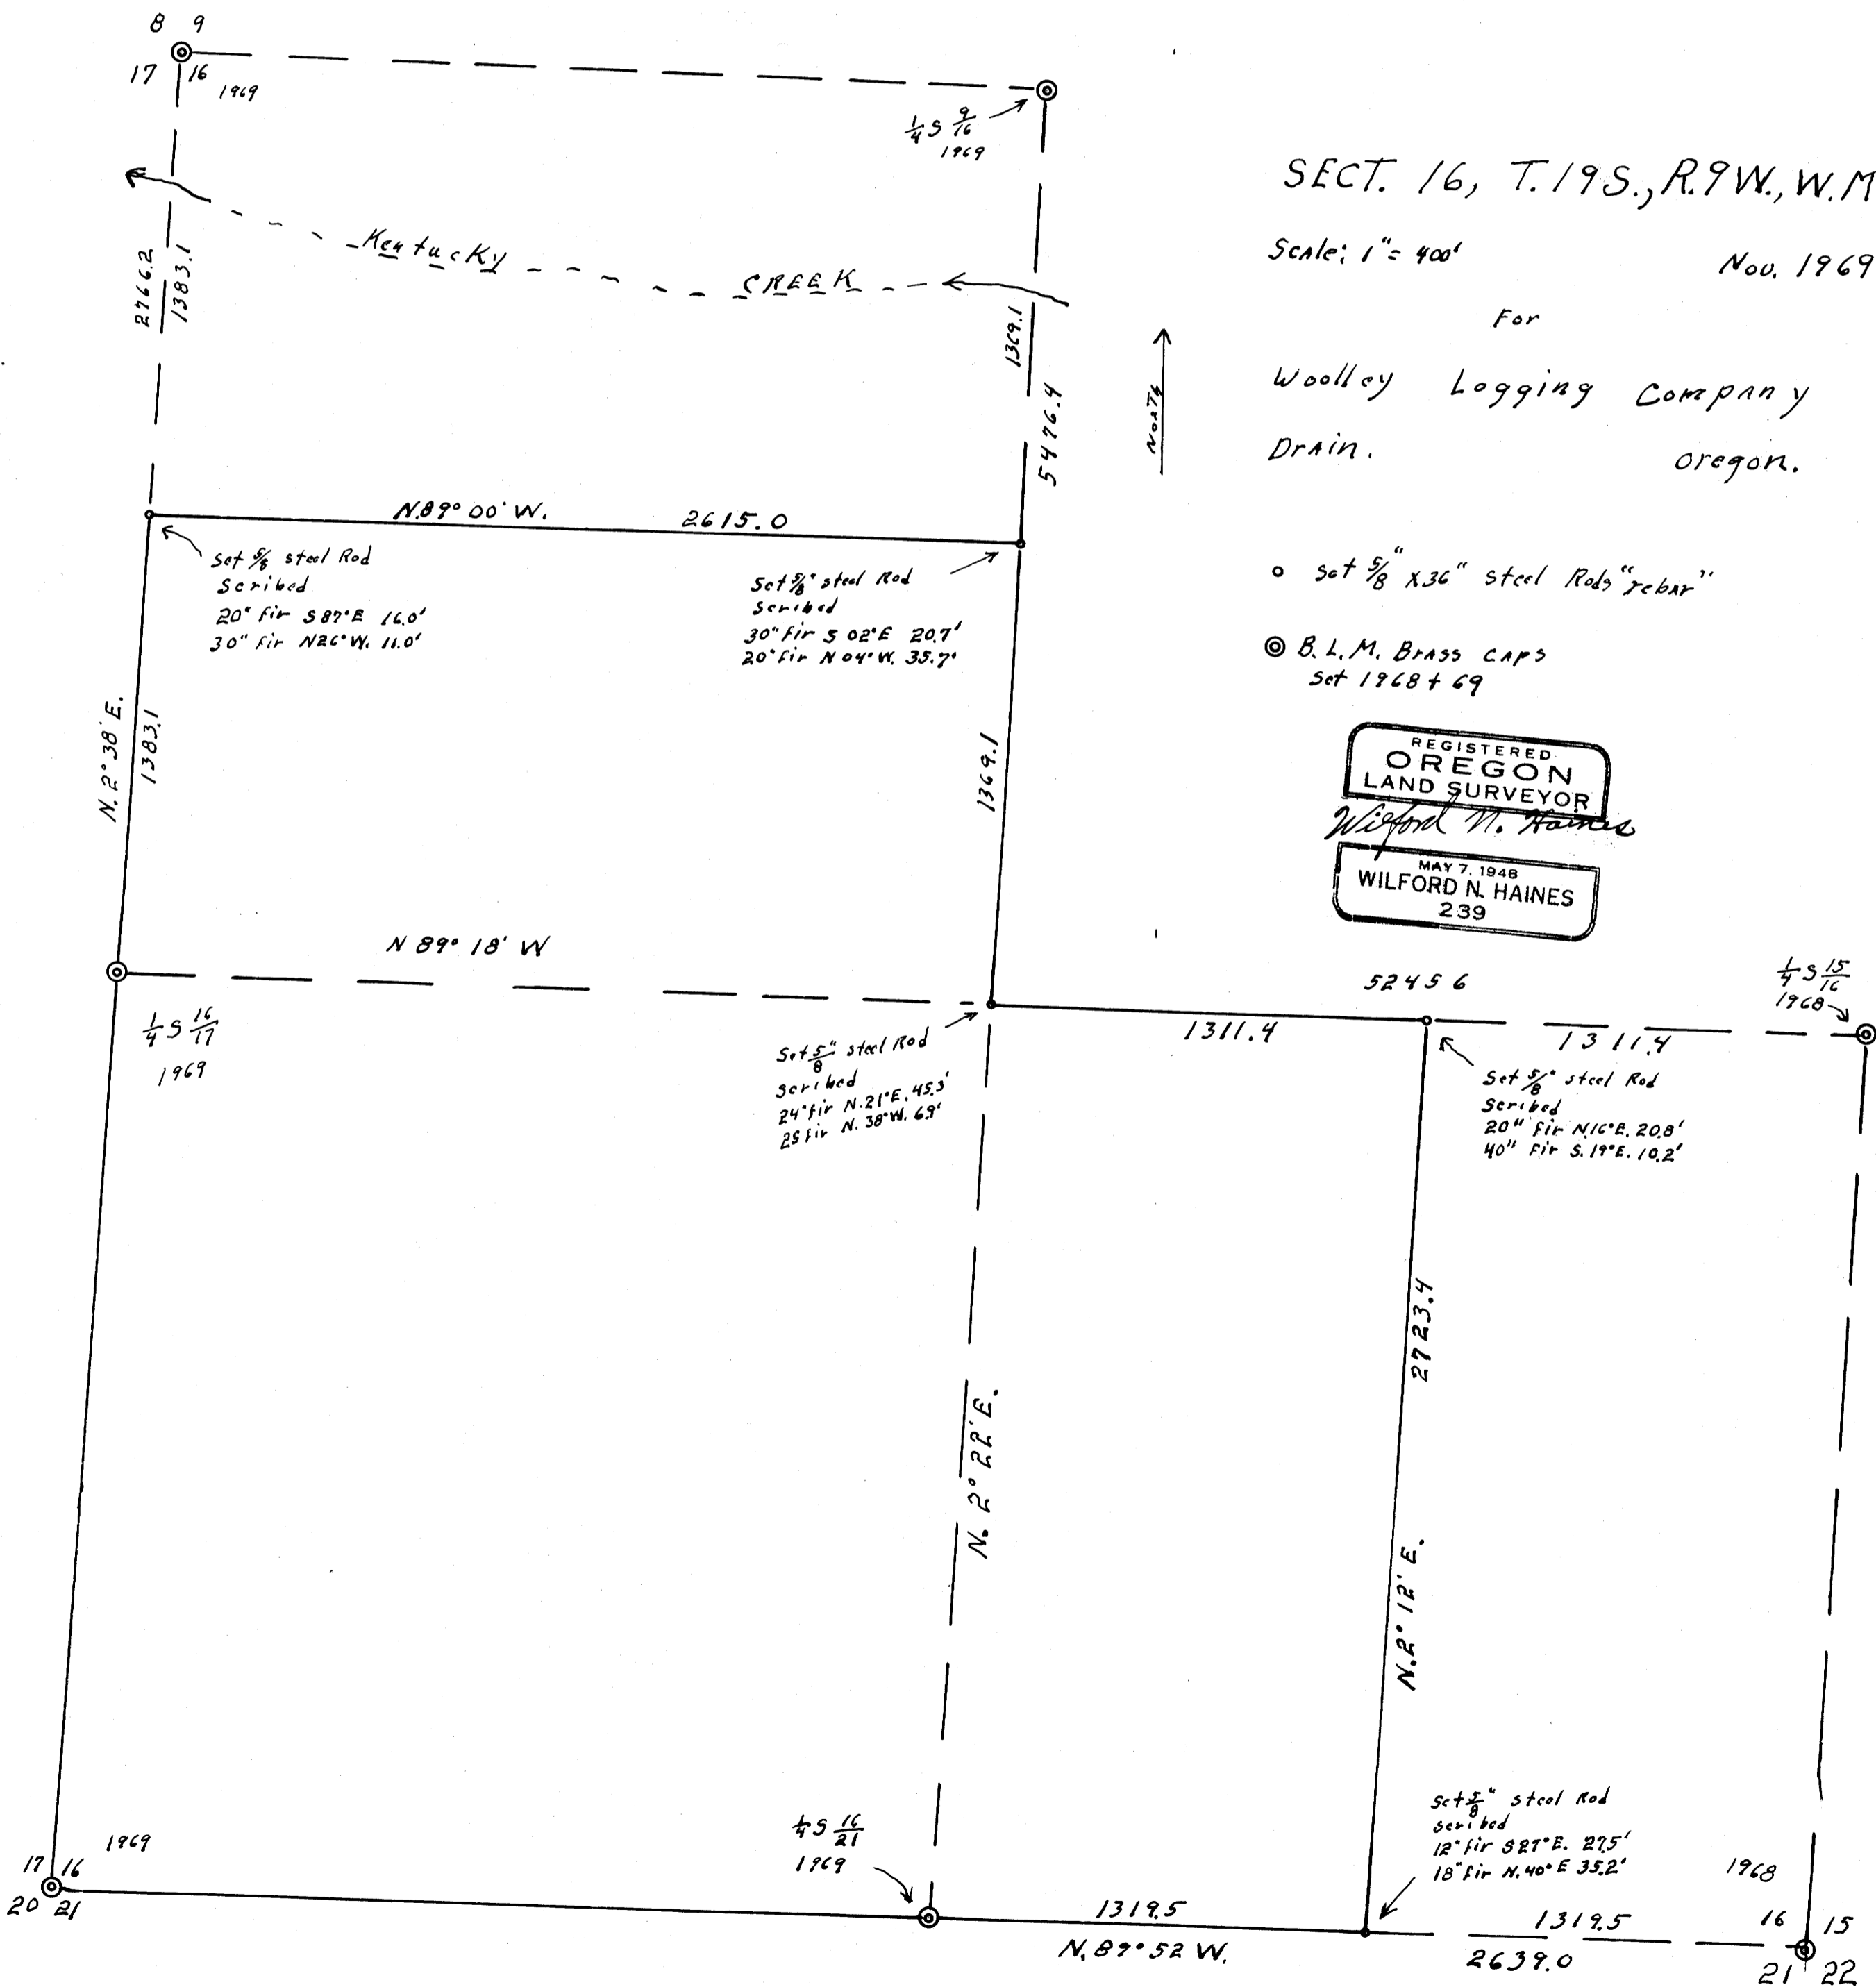 8 9
17 16
1969
1/4 S 9/16
1969
SECT. 16, T.19S., R.9W., W.M
Scale: 1" = 400'
Nov. 1969
For
Woolley Logging Company
Drain. oregon.
Kentucky CREEK
2766.2
1383.1
1369.1
5476.4
NORTH
N.89° 00' W. 2615.0
Set 5/8 steel Rod
Scribed
20" fir S 87° E 16.0'
30" fir N26° W. 11.0'
Set 5/8" steel Rod
Scribed
30" fir S 02° E 20.7'
20" fir N 04° W. 35.7'
o set 5/8" x 36" steel Rods "rebar"
◎ B.L.M. Brass caps
set 1968 + 69
REGISTERED
OREGON
LAND SURVEYOR
Wilford N. Haines
MAY 7, 1948
WILFORD N. HAINES
239
N. 2° 38' E.
1383.1
1369.1
N 89° 18' W
5245 6
1/4 S 15/16
1968
1311.4
1311.4
1/4 S 16/17
1969
Set 5/8" steel Rod
Scribed
24" fir N. 21° E. 45.3'
25 fir N. 38° W. 6.9'
Set 5/8" steel Rod
Scribed
20" fir N.16° E. 20.8'
40" Fir S. 19° E. 10.2'
2723.4
N. 2° 22' E.
N. 2° 12' E.
1969
17 16
20 21
1/4 S 16/21
1969
Set 5/8" steel Rod
Scribed
12" fir S 27° E. 27.5'
18" fir N. 40° E 35.2'
1968
1319.5
N. 89° 52 W.
1319.5
2639.0
16 15
21 22